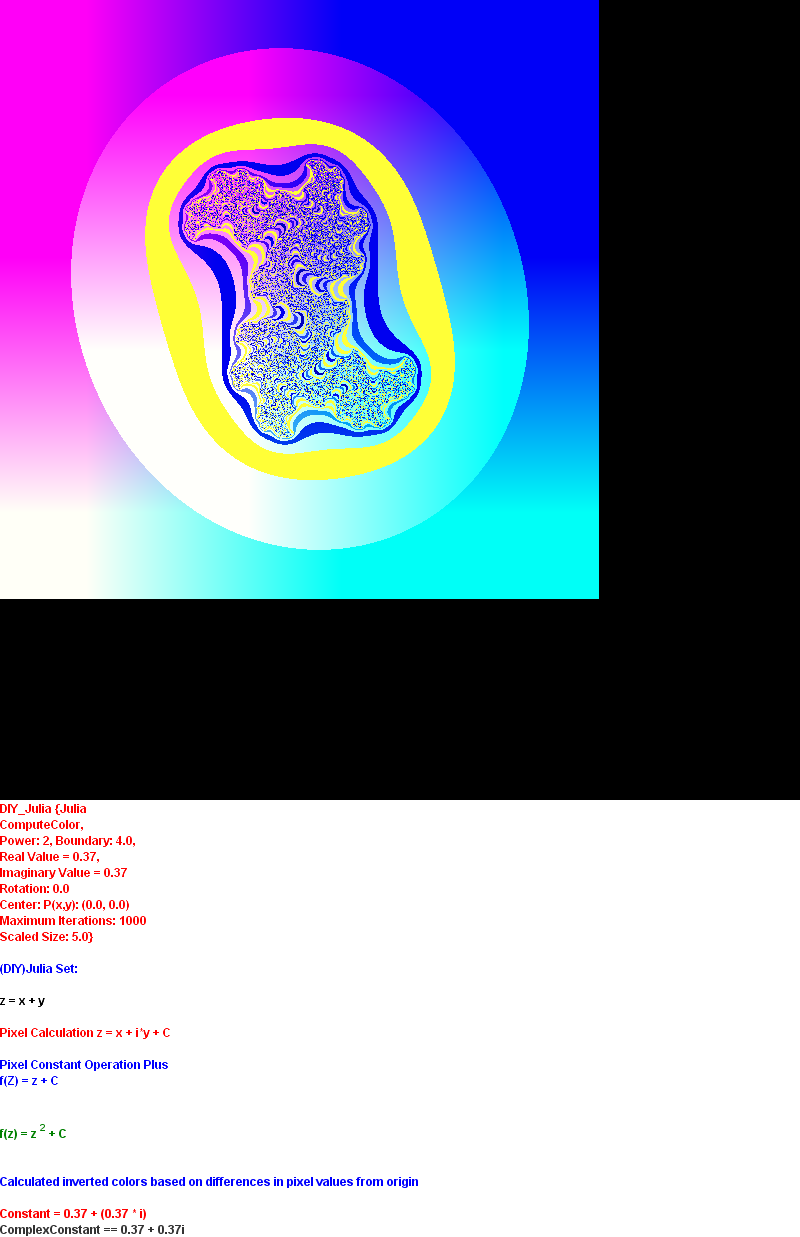 DIY_Julia {Julia
ComputeColor,
Power: 2, Boundary: 4.0,
Real Value = 0.37,
Imaginary Value = 0.37
Rotation: 0.0
Center: P(x,y): (0.0, 0.0)
Maximum Iterations: 1000
Scaled Size: 5.0}
(DIY)Julia Set:
z = x + y
Pixel Calculation z = x + i*y + C
Pixel Constant Operation Plus
f(Z) = z + C
f(z) = z 2 + C
Calculated inverted colors based on differences in pixel values from origin
Constant = 0.37 + (0.37 * i)
ComplexConstant == 0.37 + 0.37i